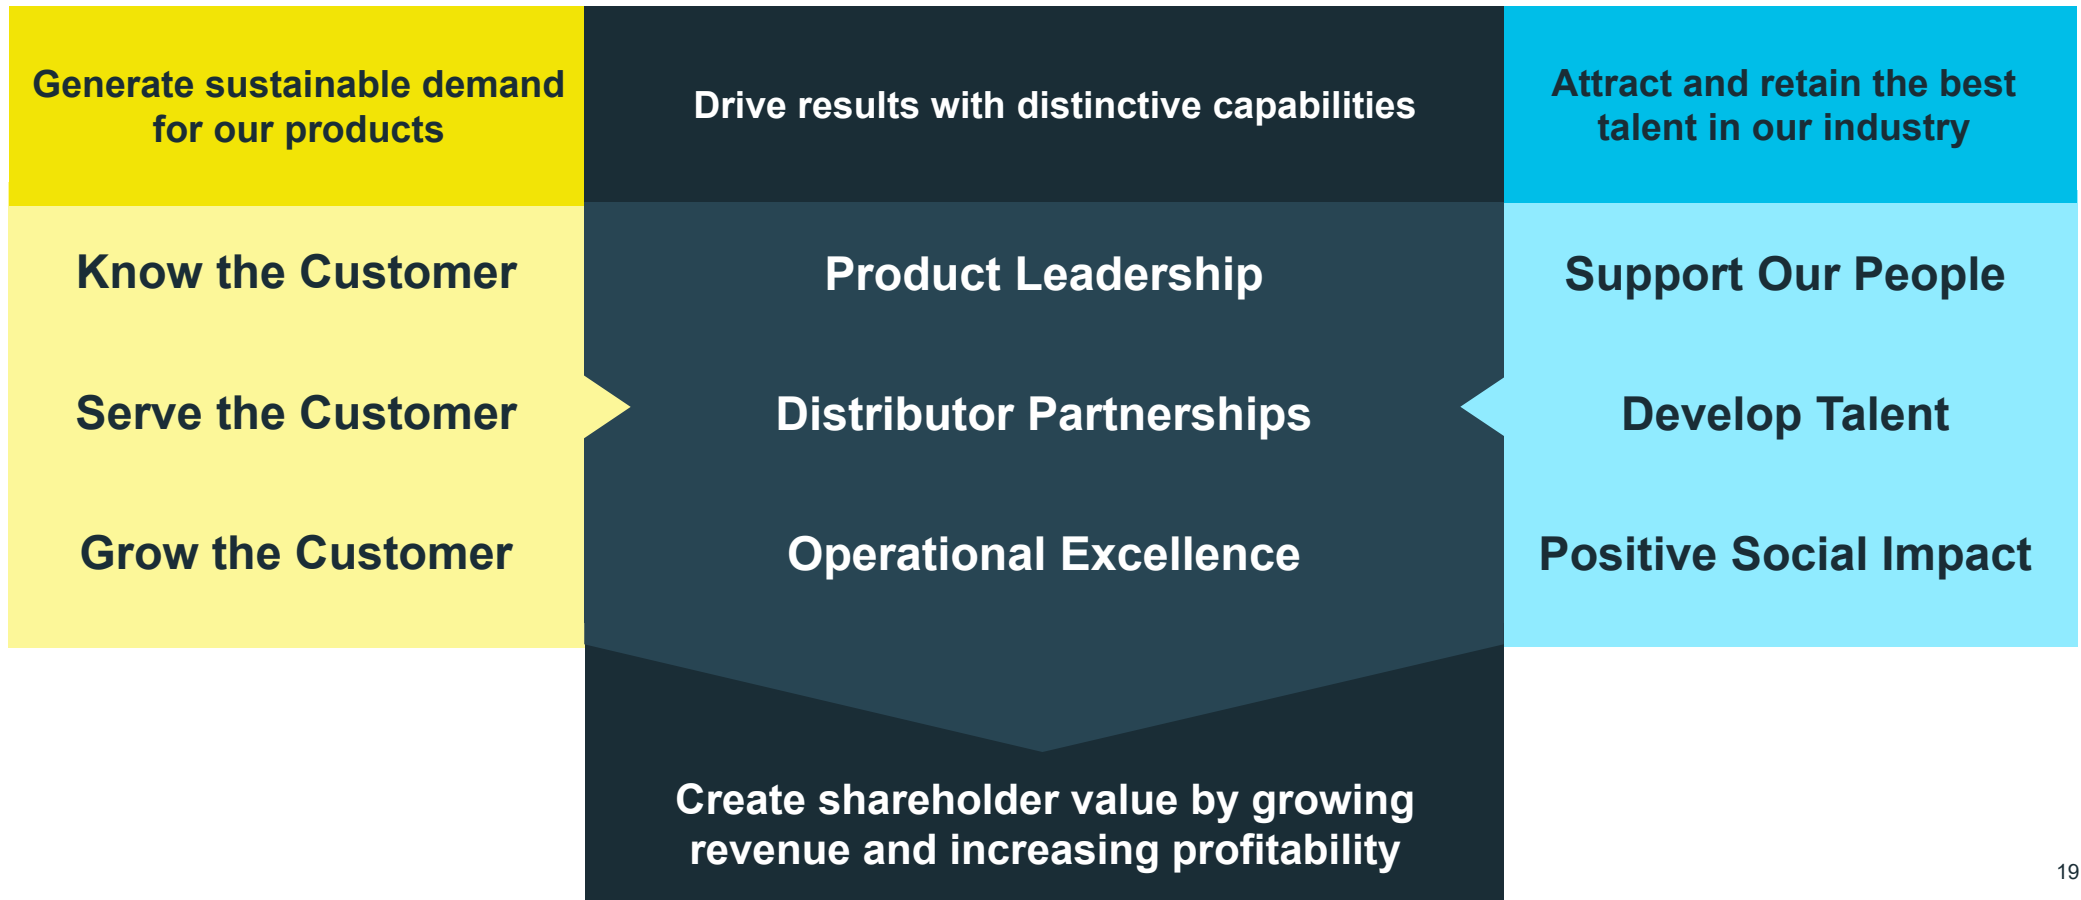 Generate sustainable demand
for our products
Know the Customer
Serve the Customer
Grow the Customer
Drive results with distinctive capabilities
Product Leadership
Distributor Partnerships
Operational Excellence
Create shareholder value by growing
revenue and increasing profitability
Attract and retain the best
talent in our industry
Support Our People
Develop Talent
Positive Social Impact
19